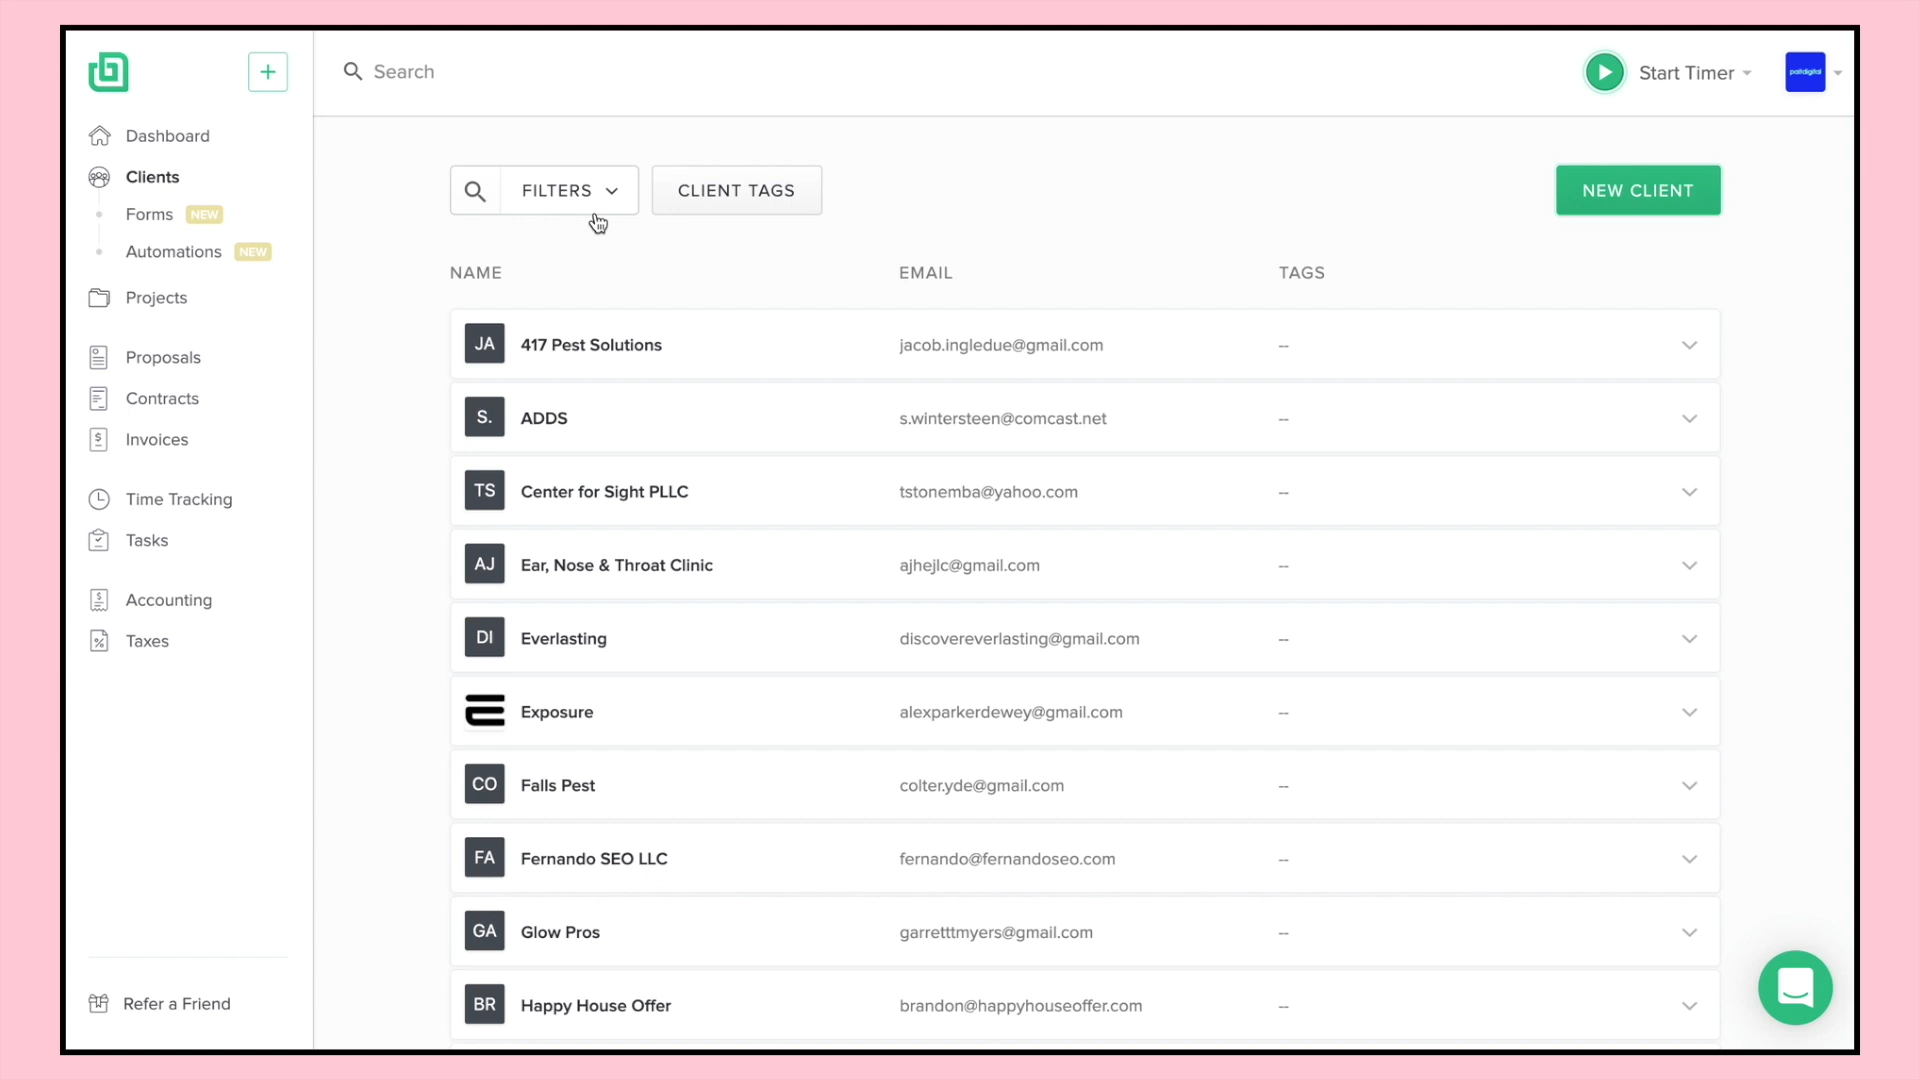 Search
Start Timer
paltdigital
Dashboard
Clients
Forms NEW
Automations NEW
Projects
Proposals
Contracts
Invoices
Time Tracking
Tasks
Accounting
Taxes
Refer a Friend
FILTERS
CLIENT TAGS
NEW CLIENT
NAME EMAIL TAGS
JA 417 Pest Solutions jacob.ingledue@gmail.com --
S. ADDS s.wintersteen@comcast.net --
TS Center for Sight PLLC tstonemba@yahoo.com --
AJ Ear, Nose & Throat Clinic ajhejlc@gmail.com --
DI Everlasting discovereverlasting@gmail.com --
Exposure alexparkerdewey@gmail.com --
CO Falls Pest colter.yde@gmail.com --
FA Fernando SEO LLC fernando@fernandoseo.com --
GA Glow Pros garretttmyers@gmail.com --
BR Happy House Offer brandon@happyhouseoffer.com --